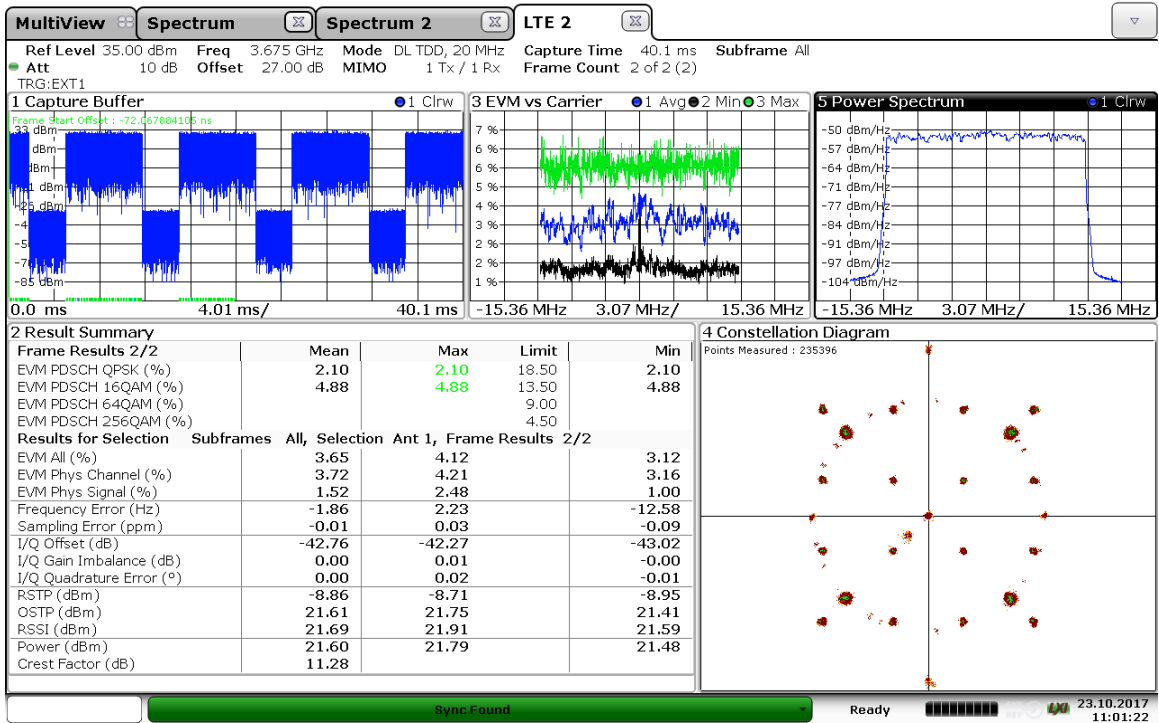 MultiView Spectrum Spectrum 2 LTE 2
Ref Level 35.00 dBm Freq 3.675 GHz Mode DL TDD, 20 MHz Capture Time 40.1 ms Subframe All
Att 10 dB Offset 27.00 dB MIMO 1 Tx / 1 Rx Frame Count 2 of 2 (2)
TRG:EXT1
1 Capture Buffer 1 Clrw
Frame Start Offset : -72.067884105 ns
33 dBm
dBm
dBm
dBm
dBm
-85 dBm
0.0 ms 4.01 ms/ 40.1 ms
3 EVM vs Carrier 1 Avg 2 Min 3 Max
7 %
6 %
6 %
5 %
4 %
3 %
2 %
2 %
1 %
-15.36 MHz 3.07 MHz/ 15.36 MHz
5 Power Spectrum 1 Clrw
-50 dBm/Hz
-57 dBm/Hz
-64 dBm/Hz
-71 dBm/Hz
-77 dBm/Hz
-84 dBm/Hz
-91 dBm/Hz
-97 dBm/Hz
-104 dBm/Hz
-15.36 MHz 3.07 MHz/ 15.36 MHz
2 Result Summary
Frame Results 2/2 Mean Max Limit Min
EVM PDSCH QPSK (%) 2.10 2.10 18.50 2.10
EVM PDSCH 16QAM (%) 4.88 4.88 13.50 4.88
EVM PDSCH 64QAM (%) 9.00
EVM PDSCH 256QAM (%) 4.50
Results for Selection Subframes All, Selection Ant 1, Frame Results 2/2
EVM All (%) 3.65 4.12 3.12
EVM Phys Channel (%) 3.72 4.21 3.16
EVM Phys Signal (%) 1.52 2.48 1.00
Frequency Error (Hz) -1.86 2.23 -12.58
Sampling Error (ppm) -0.01 0.03 -0.09
I/Q Offset (dB) -42.76 -42.27 -43.02
I/Q Gain Imbalance (dB) 0.00 0.01 -0.00
I/Q Quadrature Error (°) 0.00 0.02 -0.01
RSTP (dBm) -8.86 -8.71 -8.95
OSTP (dBm) 21.61 21.75 21.41
RSSI (dBm) 21.69 21.91 21.59
Power (dBm) 21.60 21.79 21.48
Crest Factor (dB) 11.28
4 Constellation Diagram
Points Measured : 235396
Sync Found
Ready
LXI
23.10.2017
11:01:22